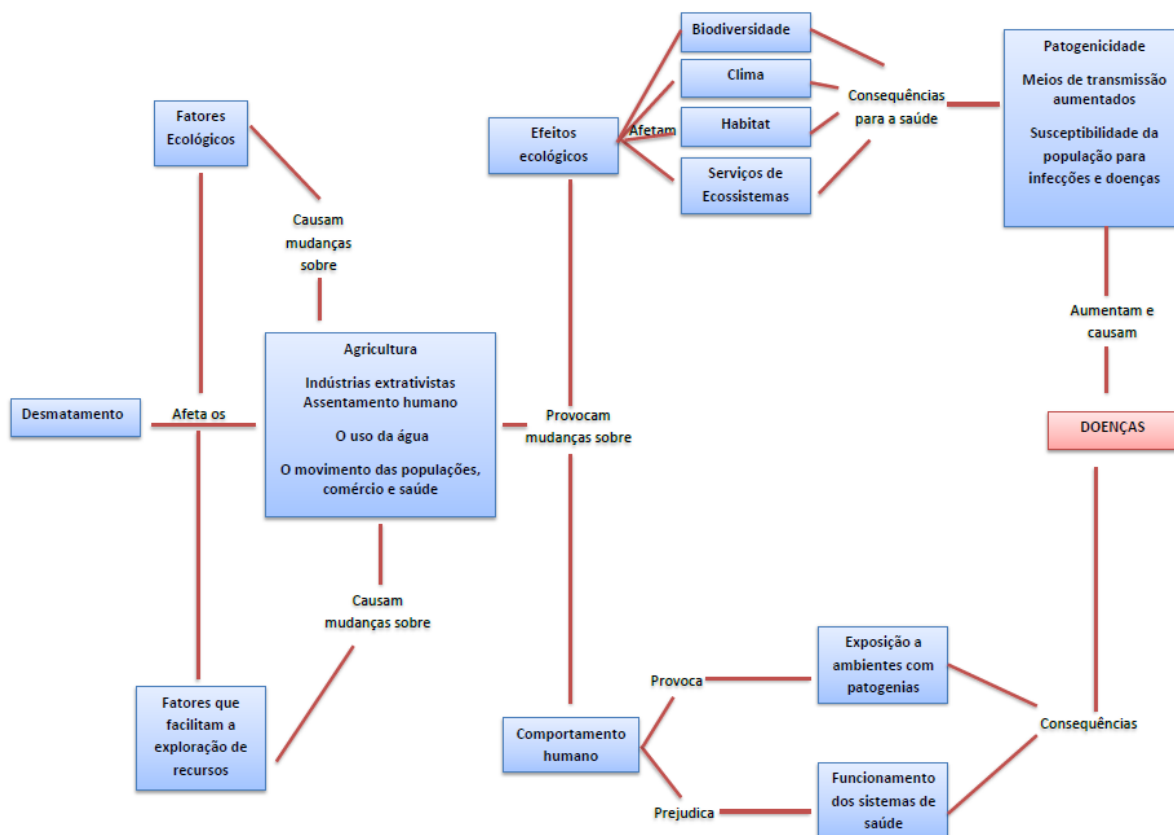 Biodiversidade
Clima
Habitat
Serviços de
Ecossistemas
Afetam
Efeitos
ecológicos
Consequências
para a saúde
Patogenicidade
Meios de transmissão
aumentados
Susceptibilidade da
população para
infecções e doenças
Fatores
Ecológicos
Causam
mudanças
sobre
Aumentam e
causam
Desmatamento
Afeta os
Agricultura
Indústrias extrativistas
Assentamento humano
O uso da água
O movimento das populações,
comércio e saúde
Provocam
mudanças sobre
DOENÇAS
Causam
mudanças sobre
Fatores que
facilitam a
exploração de
recursos
Comportamento
humano
Provoca
Prejudica
Exposição a
ambientes com
patogenias
Funcionamento
dos sistemas de
saúde
Consequências